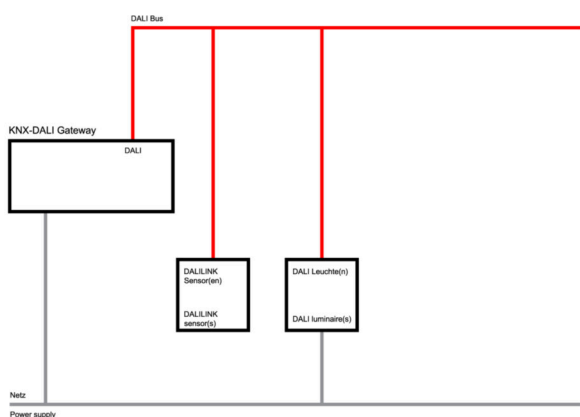 DALI Bus
KNX-DALI Gateway
DALI
DALILINK
Sensor(en)
DALILINK
sensor(s)
DALI Leuchte(n)
DALI luminaire(s)
Netz
Power supply